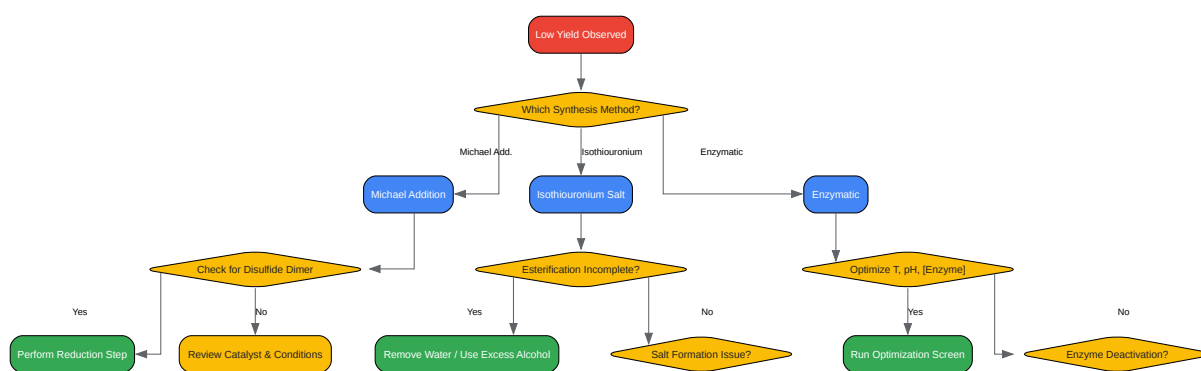 Low Yield Observed
Which Synthesis Method?
Michael Add.
Isothiouronium
Enzymatic
Michael Addition
Isothiouronium Salt
Enzymatic
Check for Disulfide Dimer
Esterification Incomplete?
Optimize T, pH, [Enzyme]
Yes
No
Yes
No
Yes
No
Perform Reduction Step
Review Catalyst & Conditions
Remove Water / Use Excess Alcohol
Salt Formation Issue?
Run Optimization Screen
Enzyme Deactivation?